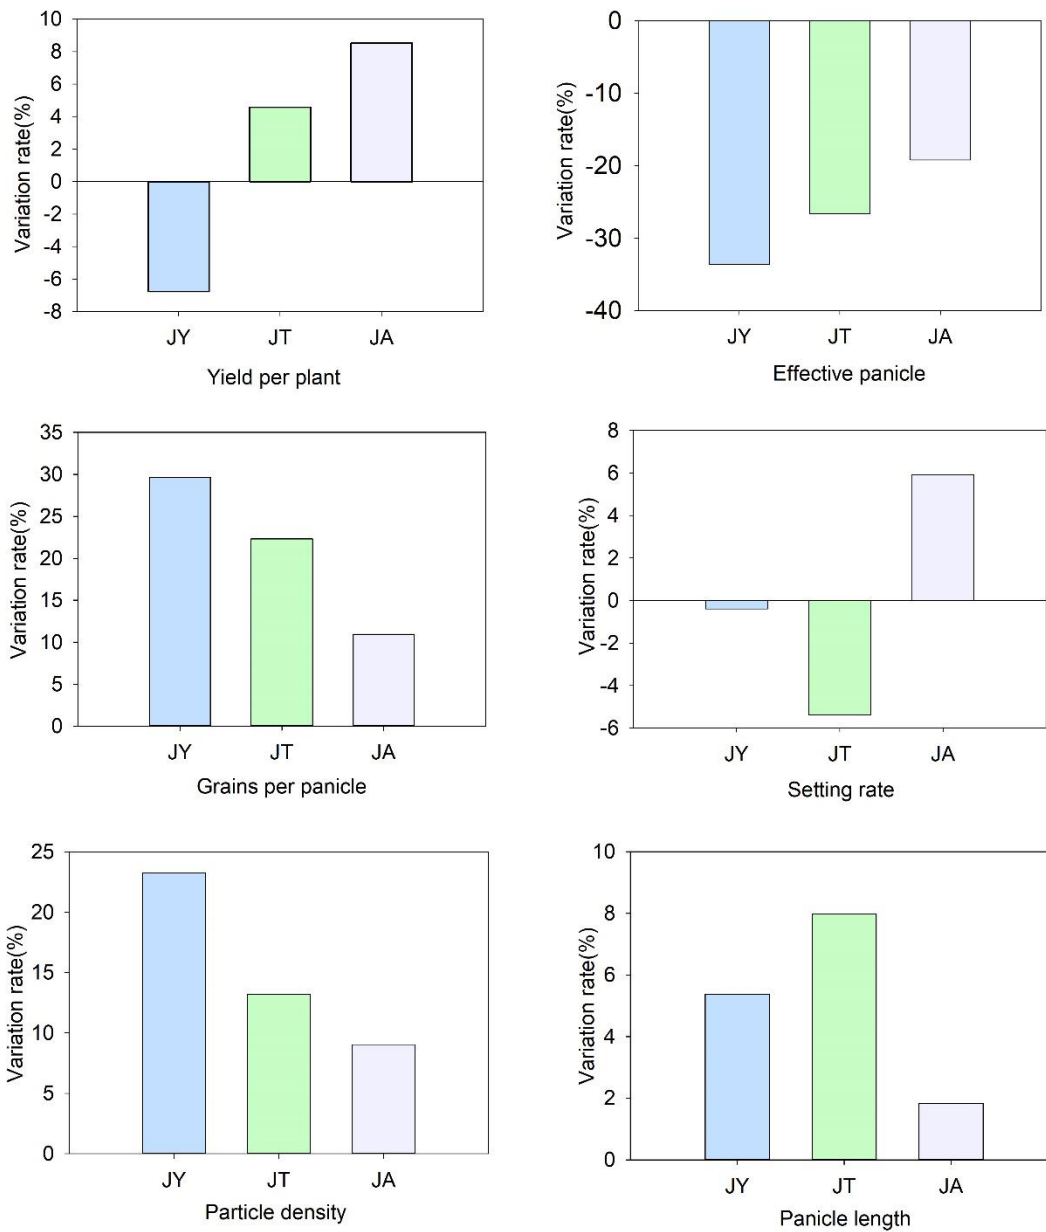 10
8
6
4
2
0
-2
-4
-6
-8
Variation rate(%)
JY JT JA
Yield per plant
0
-10
-20
-30
-40
Variation rate(%)
JY JT JA
Effective panicle
35
30
25
20
15
10
5
0
Variation rate(%)
JY JT JA
Grains per panicle
8
6
4
2
0
-2
-4
-6
Variation rate(%)
JY JT JA
Setting rate
25
20
15
10
5
0
Variation rate(%)
JY JT JA
Particle density
10
8
6
4
2
0
Variation rate(%)
JY JT JA
Panicle length